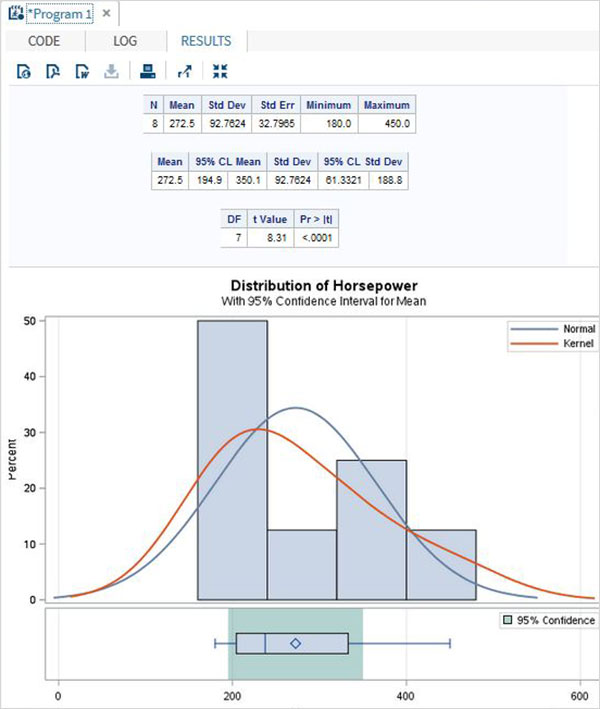 *Program 1 ×
CODE LOG RESULTS
N Mean Std Dev Std Err Minimum Maximum
8 272.5 92.7624 32.7965 180.0 450.0
Mean 95% CL Mean Std Dev 95% CL Std Dev
272.5 194.9 350.1 92.7624 61.3321 188.8
DF t Value Pr > |t|
7 8.31 <.0001
Distribution of Horsepower
With 95% Confidence Interval for Mean
50
40
30
20
10
0
Percent
Normal
Kernel
95% Confidence
0 200 400 600